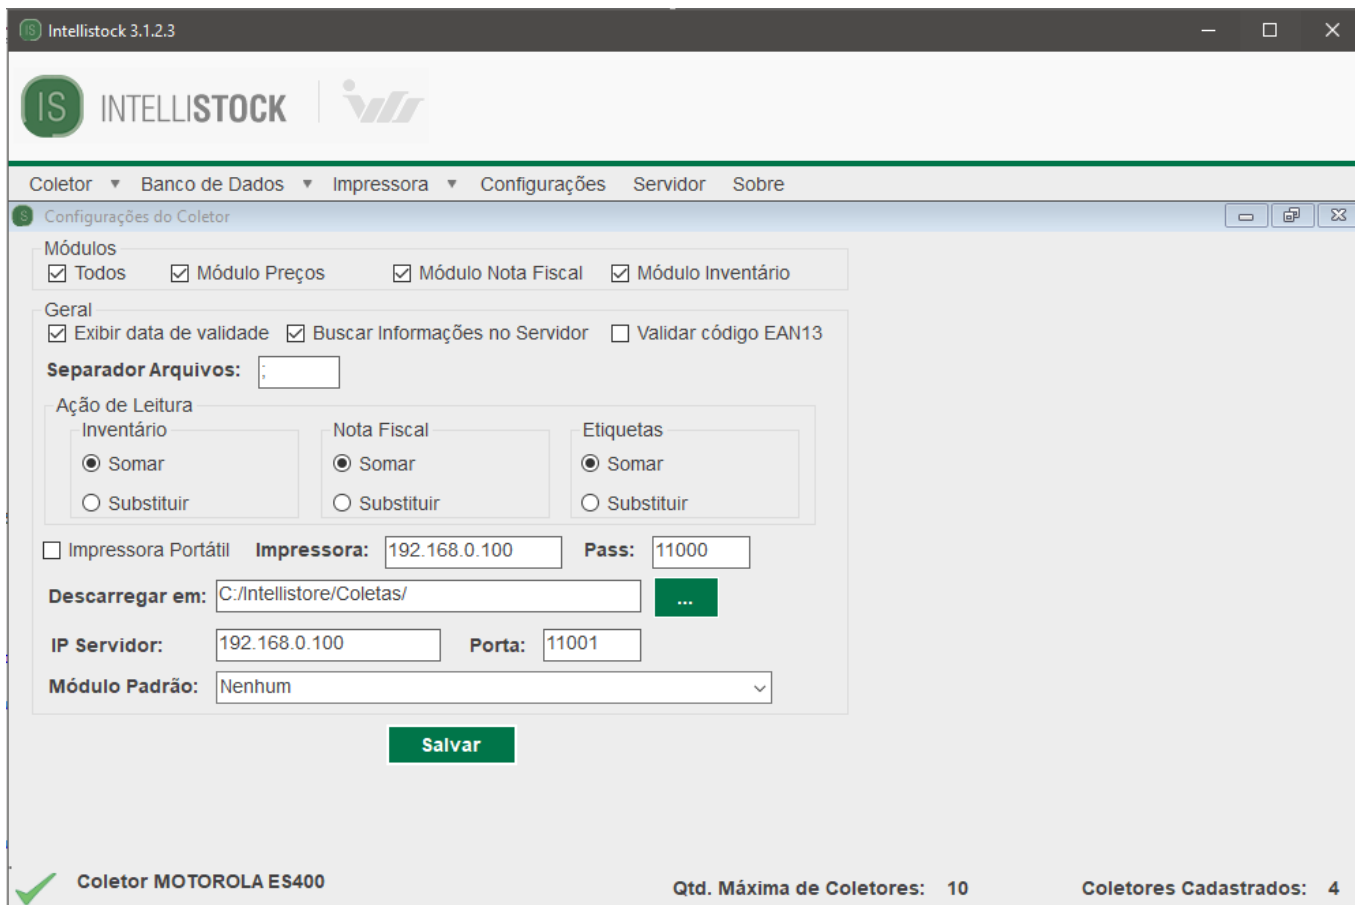 Intellistock 3.1.2.3
IS INTELLISTOCK
Coletor Banco de Dados Impressora Configurações Servidor Sobre
Configurações do Coletor
Módulos
Todos Módulo Preços Módulo Nota Fiscal Módulo Inventário
Geral
Exibir data de validade Buscar Informações no Servidor Validar código EAN13
Separador Arquivos: ;
Ação de Leitura
Inventário Nota Fiscal Etiquetas
Somar Somar Somar
Substituir Substituir Substituir
Impressora Portátil Impressora: 192.168.0.100 Pass: 11000
Descarregar em: C:/Intellistore/Coletas/ ...
IP Servidor: 192.168.0.100 Porta: 11001
Módulo Padrão: Nenhum
Salvar
Coletor MOTOROLA ES400
Qtd. Máxima de Coletores: 10 Coletores Cadastrados: 4